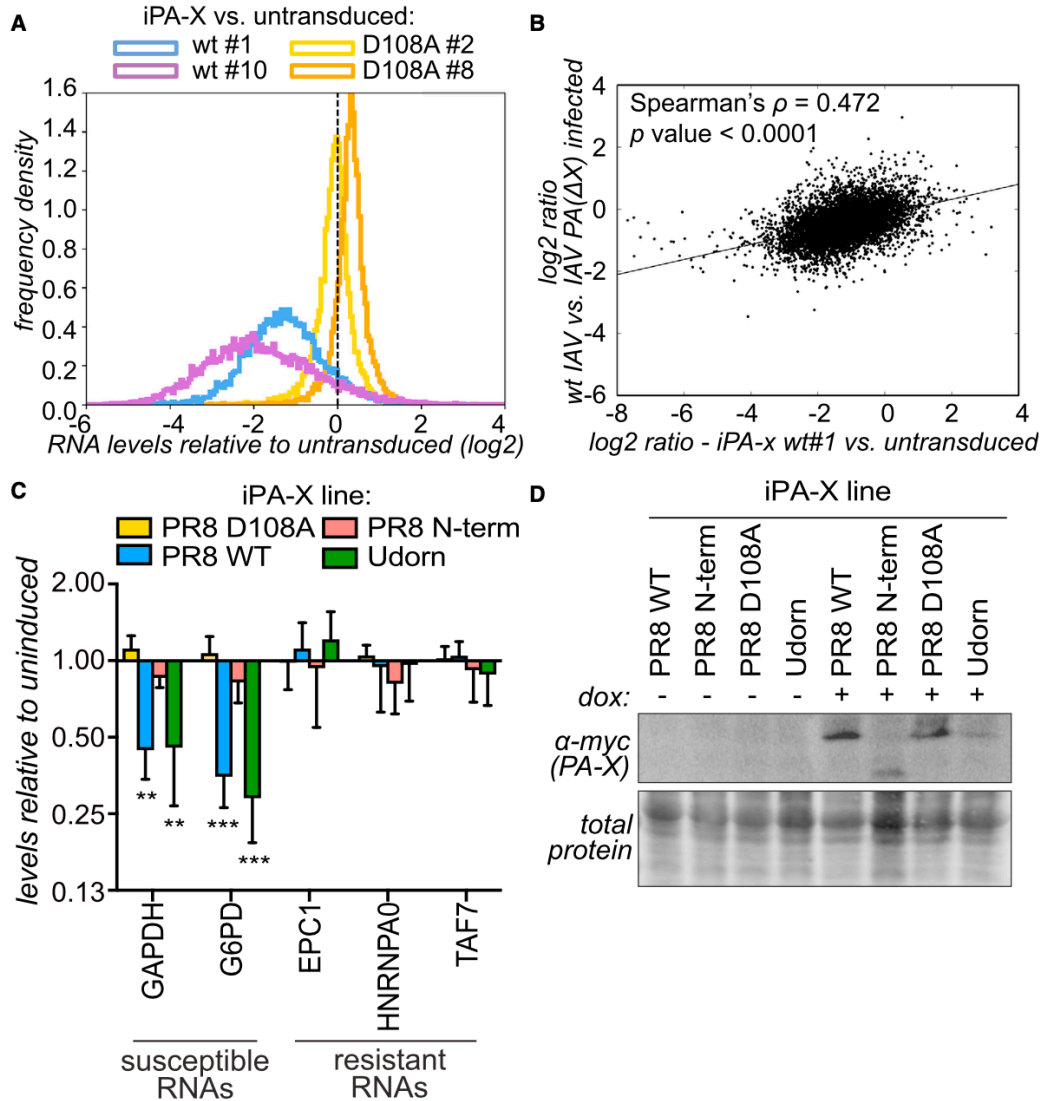 A
iPA-X vs. untransduced:
wt #1 D108A #2
wt #10 D108A #8
frequency density
1.6
1.4
1.2
1.0
0.8
0.6
0.4
0.2
0.0
-6 -4 -2 0 2 4
RNA levels relative to untransduced (log2)
B
Spearman's ρ = 0.472
p value < 0.0001
log2 ratio
wt IAV vs. IAV PA(ΔX) infected
4
2
0
-2
-4
-6
-8 -6 -4 -2 0 2 4
log2 ratio - iPA-x wt#1 vs. untransduced
C
iPA-X line:
PR8 D108A PR8 N-term
PR8 WT Udorn
levels relative to uninduced
2.00
1.00
0.50
0.25
0.13
** ** *** ***
GAPDH G6PD EPC1 HNRNPA0 TAF7
susceptible RNAs
resistant RNAs
D
iPA-X line
PR8 WT PR8 N-term PR8 D108A Udorn PR8 WT PR8 N-term PR8 D108A Udorn
dox: - - - - + + + +
α-myc
(PA-X)
total
protein